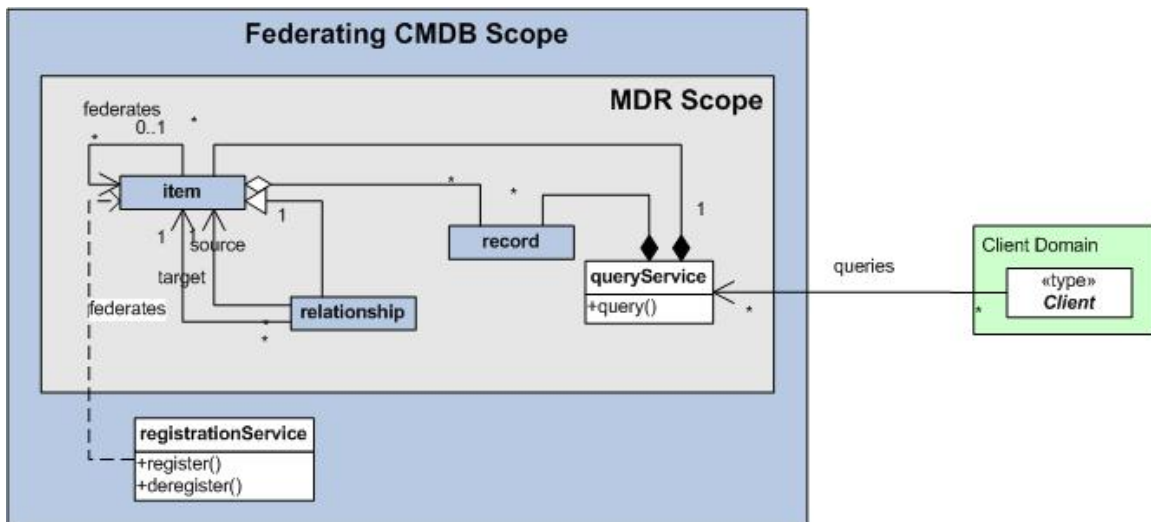 Federating CMDB Scope
MDR Scope
federates
0..1
*
*
item
*
*
1
1
record
1
1
source
target
federates
relationship
*
*
queryService
+query()
*
queries
Client Domain
«type»
Client
*
registrationService
+register()
+deregister()